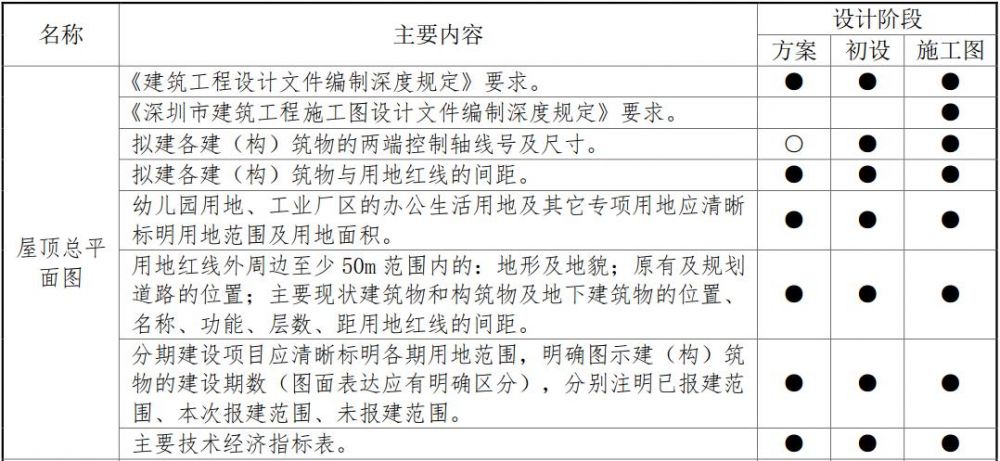 名称 主要内容 设计阶段
方案 初设 施工图
屋顶总平面图
《建筑工程设计文件编制深度规定》要求。 ● ● ●
《深圳市建筑工程施工图设计文件编制深度规定》要求。 ●
拟建各建（构）筑物的两端控制轴线号及尺寸。 ○ ● ●
拟建各建（构）筑物与用地红线的间距。 ● ● ●
幼儿园用地、工业厂区的办公生活用地及其它专项用地应清晰
标明用地范围及用地面积。 ● ● ●
用地红线外周边至少50m范围内的：地形及地貌；原有及规划
道路的位置；主要现状建筑物和构筑物及地下建筑物的位置、
名称、功能、层数、距用地红线的间距。 ● ● ●
分期建设项目应清晰标明各期用地范围，明确图示建（构）筑
物的建设期数（图面表达应有明确区分），分别注明已报建范
围、本次报建范围、未报建范围。 ● ● ●
主要技术经济指标表。 ● ● ●